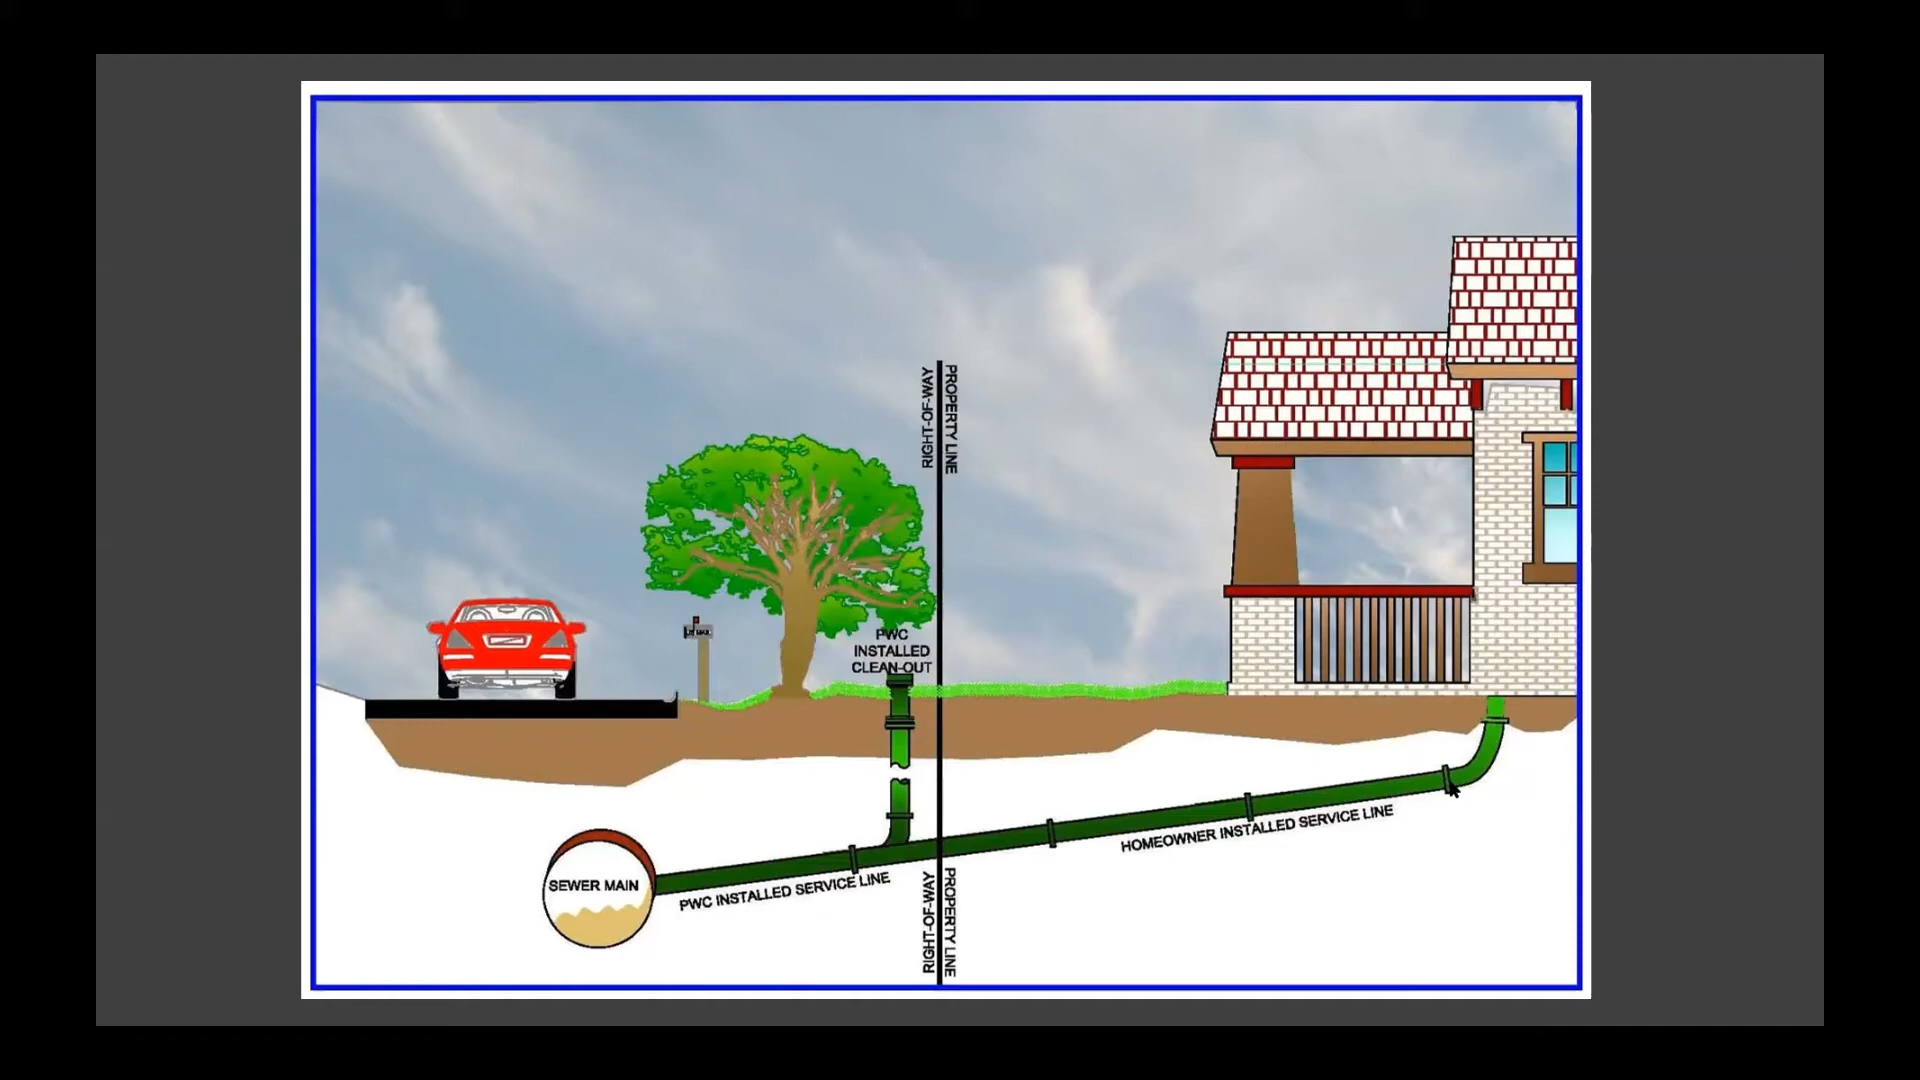 RIGHT-OF-WAY
PROPERTY LINE
PWC
INSTALLED
CLEAN-OUT
HOMEOWNER INSTALLED SERVICE LINE
SEWER MAIN
PWC INSTALLED SERVICE LINE
RIGHT-OF-WAY
PROPERTY LINE